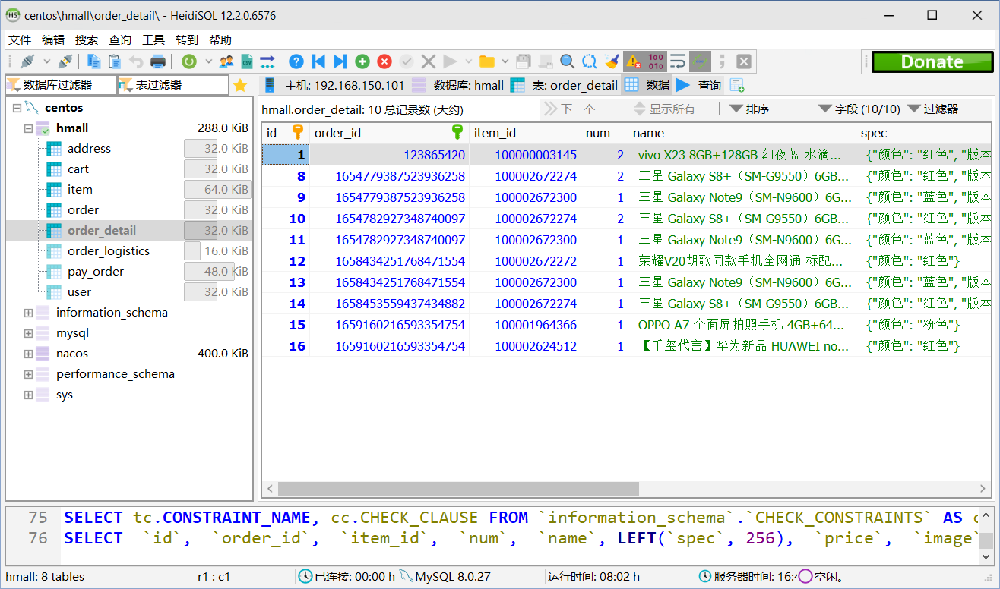 centos\hmall\order_detail\ - HeidiSQL 12.2.0.6576
文件 编辑 搜索 查询 工具 转到 帮助
Donate
数据库过滤器 表过滤器 主机: 192.168.150.101 数据库: hmall 表: order_detail 数据 查询
centos
hmall 288.0 KiB
address 32.0 KiB
cart 32.0 KiB
item 64.0 KiB
order 32.0 KiB
order_detail 32.0 KiB
order_logistics 16.0 KiB
pay_order 48.0 KiB
user 32.0 KiB
information_schema
mysql
nacos 400.0 KiB
performance_schema
sys
hmall.order_detail: 10 总记录数 (大约) 下一个 显示所有 排序 字段 (10/10) 过滤器
id order_id item_id num name spec
1 123865420 100000003145 2 vivo X23 8GB+128GB 幻夜蓝 水滴... {"颜色": "红色", "版本
8 1654779387523936258 100002672274 2 三星 Galaxy S8+（SM-G9550）6GB... {"颜色": "红色", "版本
9 1654779387523936258 100002672300 1 三星 Galaxy Note9（SM-N9600）6G... {"颜色": "蓝色", "版本
10 1654782927348740097 100002672274 2 三星 Galaxy S8+（SM-G9550）6GB... {"颜色": "红色", "版本
11 1654782927348740097 100002672300 1 三星 Galaxy Note9（SM-N9600）6G... {"颜色": "蓝色", "版本
12 1658434251768471554 100002672272 1 荣耀V20胡歌同款手机全网通 标配... {"颜色": "红色"}
13 1658434251768471554 100002672300 1 三星 Galaxy Note9（SM-N9600）6G... {"颜色": "蓝色", "版本
14 1658453559437434882 100002672274 1 三星 Galaxy S8+（SM-G9550）6GB... {"颜色": "红色", "版本
15 1659160216593354754 100001964366 1 OPPO A7 全面屏拍照手机 4GB+64... {"颜色": "粉色"}
16 1659160216593354754 100002624512 1 【千玺代言】华为新品 HUAWEI no... {"颜色": "红色"}
75 SELECT tc.CONSTRAINT_NAME, cc.CHECK_CLAUSE FROM `information_schema`.`CHECK_CONSTRAINTS` AS c
76 SELECT `id`, `order_id`, `item_id`, `num`, `name`, LEFT(`spec`, 256), `price`, `image`
hmall: 8 tables r1 : c1 已连接: 00:00 h MySQL 8.0.27 运行时间: 08:02 h 服务器时间: 16:4 空闲。